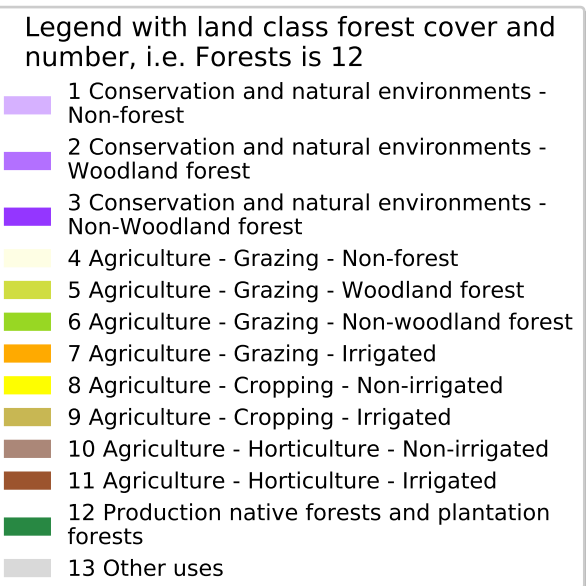 Legend with land class forest cover and
number, i.e. Forests is 12
1 Conservation and natural environments -
Non-forest
2 Conservation and natural environments -
Woodland forest
3 Conservation and natural environments -
Non-Woodland forest
4 Agriculture - Grazing - Non-forest
5 Agriculture - Grazing - Woodland forest
6 Agriculture - Grazing - Non-woodland forest
7 Agriculture - Grazing - Irrigated
8 Agriculture - Cropping - Non-irrigated
9 Agriculture - Cropping - Irrigated
10 Agriculture - Horticulture - Non-irrigated
11 Agriculture - Horticulture - Irrigated
12 Production native forests and plantation
forests
13 Other uses